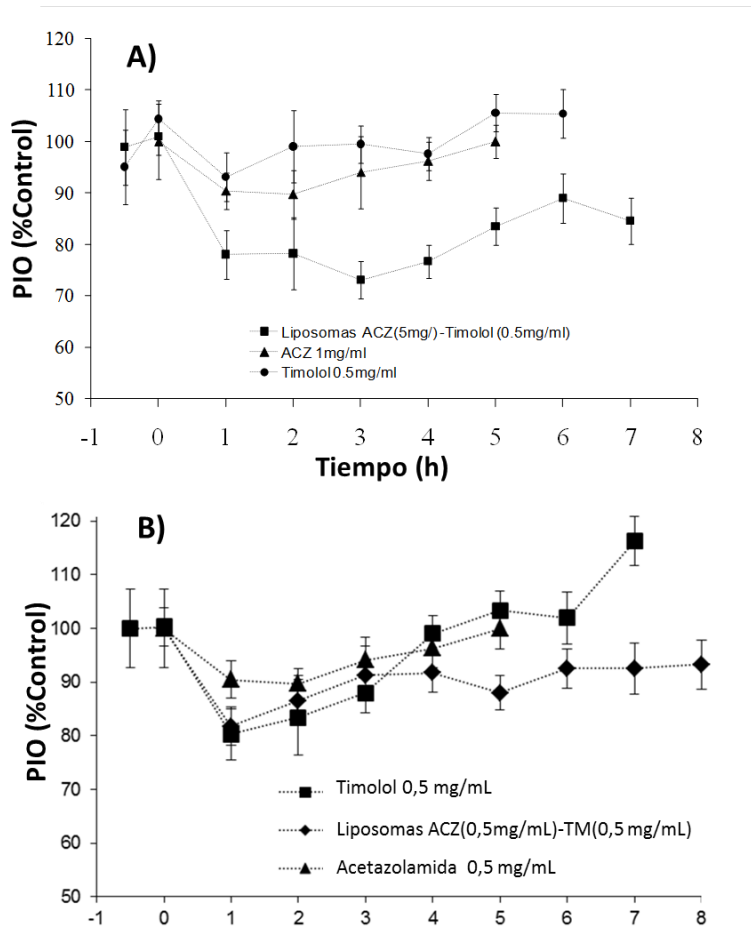 A)
PIO (%Control)
120
110
100
90
80
70
60
50
Liposomas ACZ(5mg/)-Timolol (0.5mg/ml)
ACZ 1mg/ml
Timolol 0.5mg/ml
-1 0 1 2 3 4 5 6 7 8
Tiempo (h)
B)
PIO (%Control)
120
110
100
90
80
70
60
50
Timolol 0,5 mg/mL
Liposomas ACZ(0,5mg/mL)-TM(0,5 mg/mL)
Acetazolamida 0,5 mg/mL
-1 0 1 2 3 4 5 6 7 8